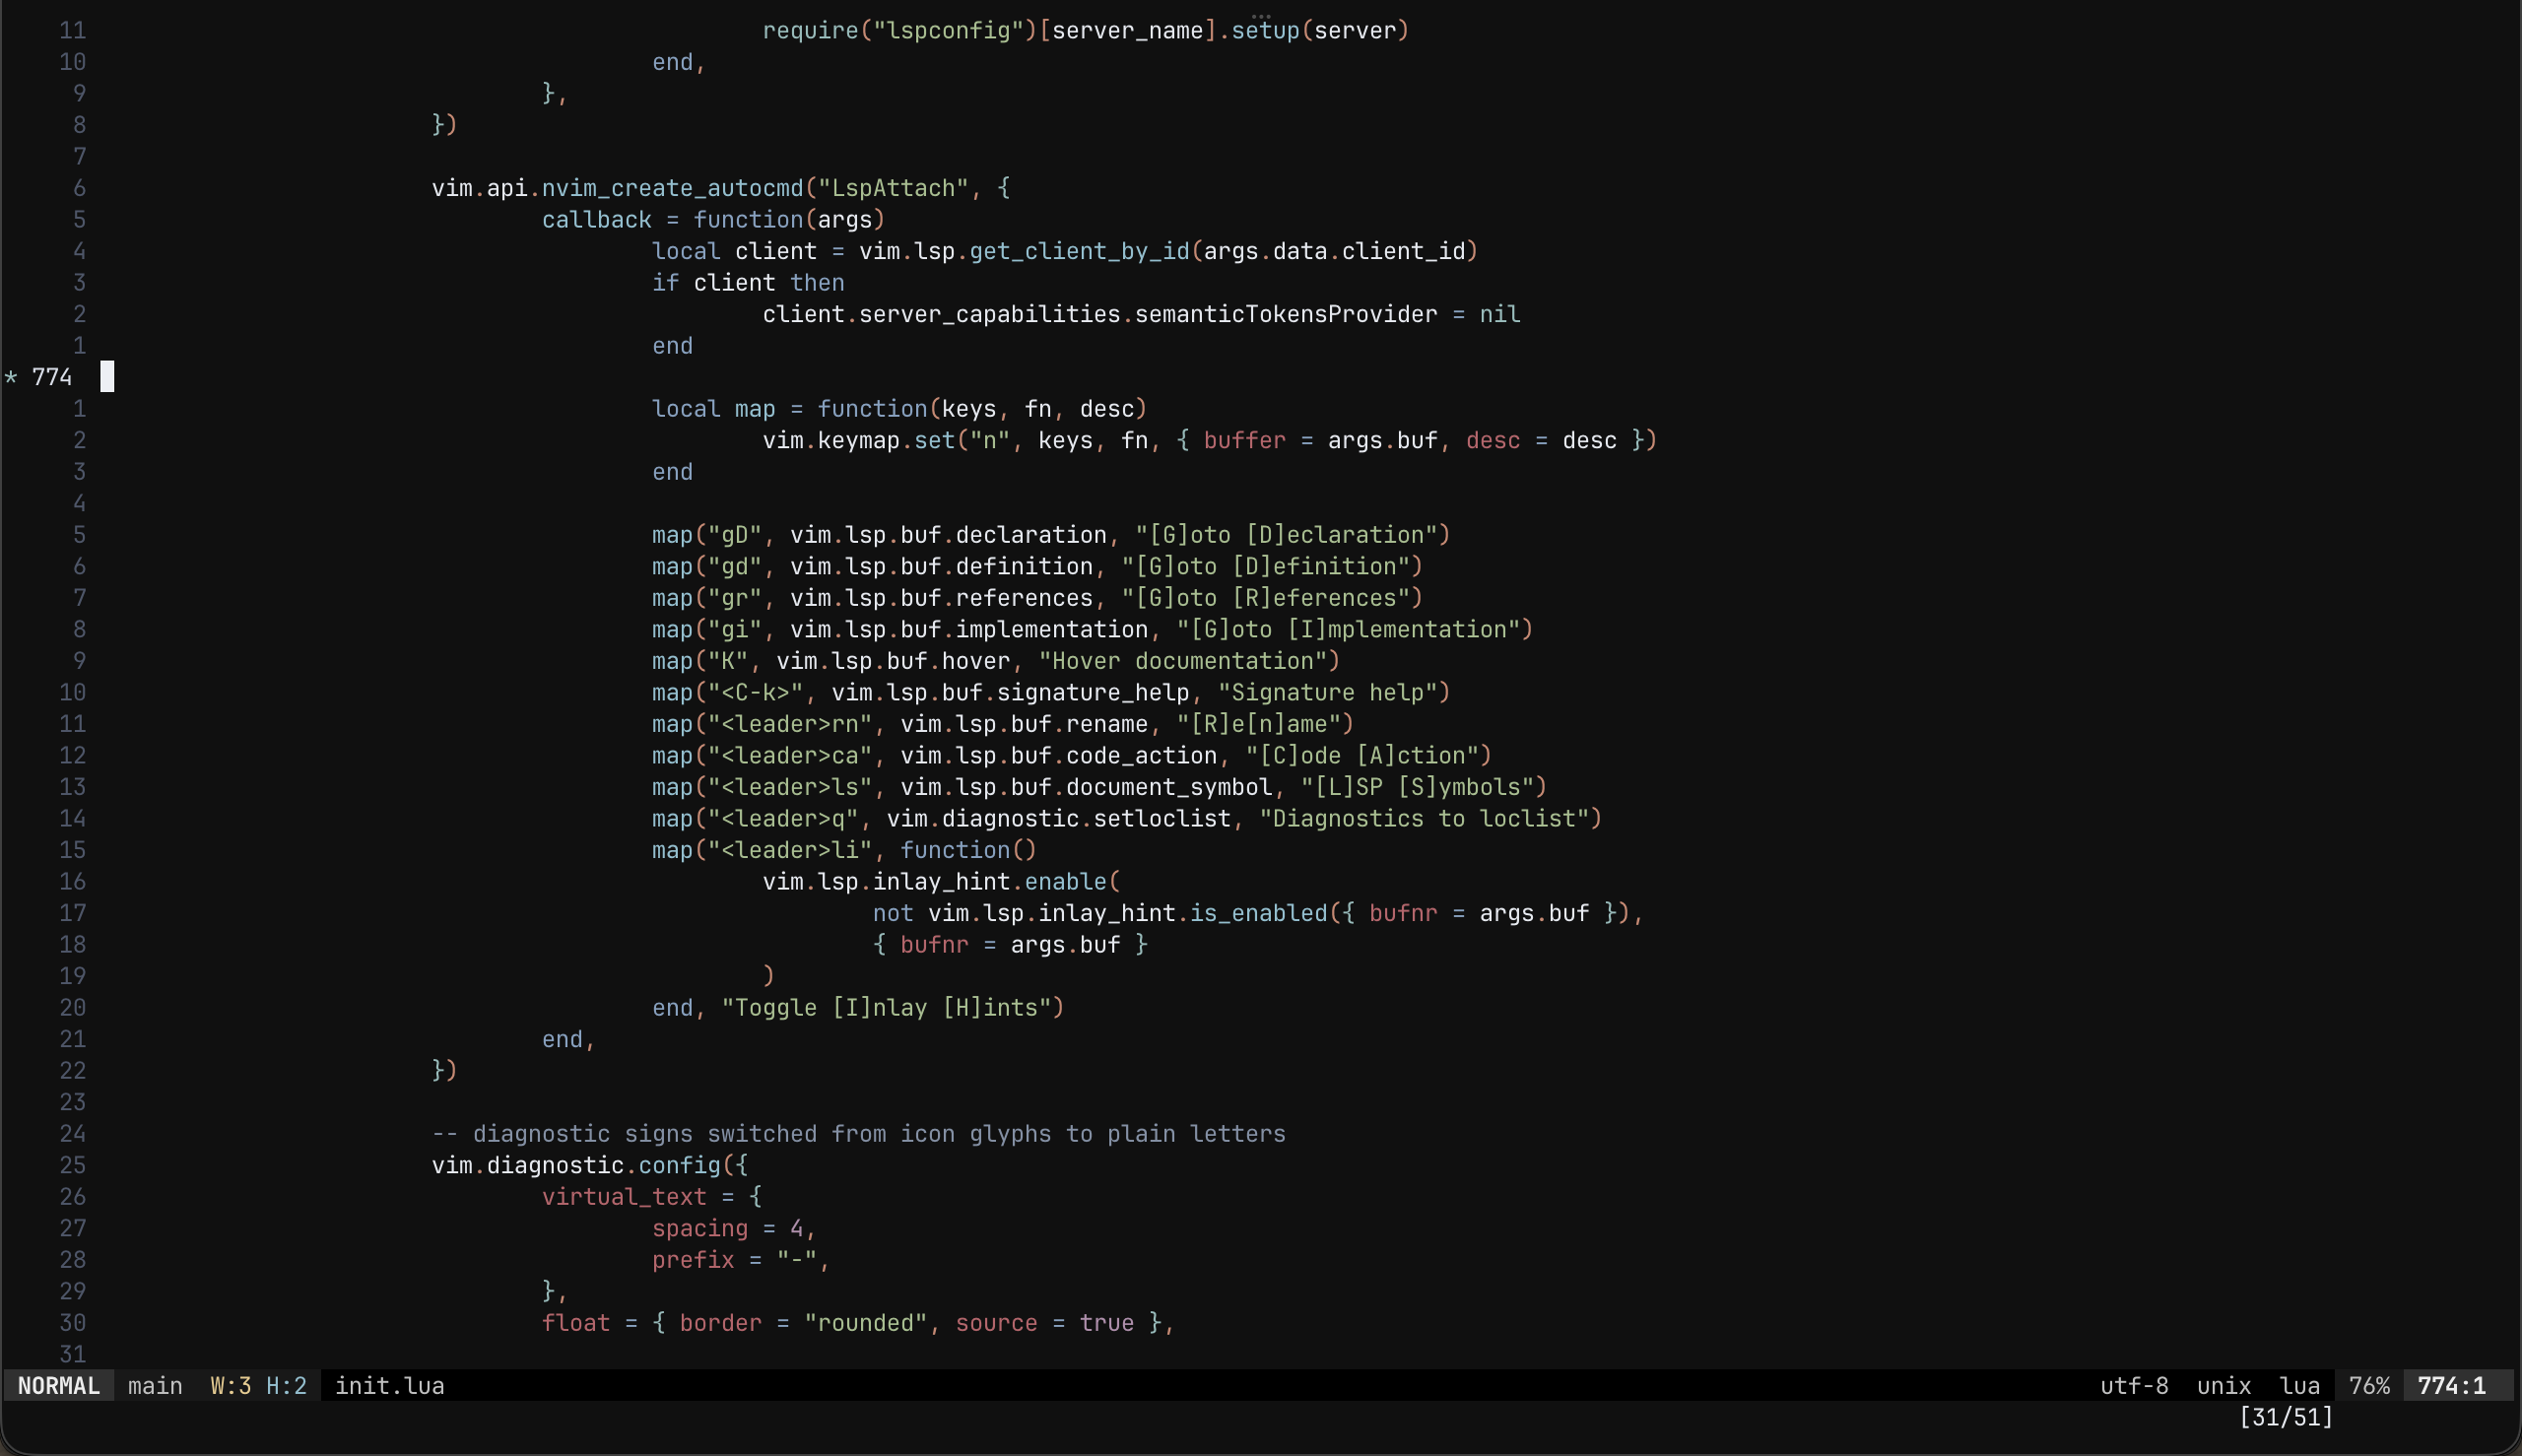 11 require("lspconfig")[server_name].setup(server)
10 end,
9 },
8 })
7
6 vim.api.nvim_create_autocmd("LspAttach", {
5 callback = function(args)
4 local client = vim.lsp.get_client_by_id(args.data.client_id)
3 if client then
2 client.server_capabilities.semanticTokensProvider = nil
1 end
* 774
1 local map = function(keys, fn, desc)
2 vim.keymap.set("n", keys, fn, { buffer = args.buf, desc = desc })
3 end
4
5 map("gD", vim.lsp.buf.declaration, "[G]oto [D]eclaration")
6 map("gd", vim.lsp.buf.definition, "[G]oto [D]efinition")
7 map("gr", vim.lsp.buf.references, "[G]oto [R]eferences")
8 map("gi", vim.lsp.buf.implementation, "[G]oto [I]mplementation")
9 map("K", vim.lsp.buf.hover, "Hover documentation")
10 map("<C-k>", vim.lsp.buf.signature_help, "Signature help")
11 map("<leader>rn", vim.lsp.buf.rename, "[R]e[n]ame")
12 map("<leader>ca", vim.lsp.buf.code_action, "[C]ode [A]ction")
13 map("<leader>ls", vim.lsp.buf.document_symbol, "[L]SP [S]ymbols")
14 map("<leader>q", vim.diagnostic.setloclist, "Diagnostics to loclist")
15 map("<leader>li", function()
16 vim.lsp.inlay_hint.enable(
17 not vim.lsp.inlay_hint.is_enabled({ bufnr = args.buf }),
18 { bufnr = args.buf }
19 )
20 end, "Toggle [I]nlay [H]ints")
21 end,
22 })
23
24 -- diagnostic signs switched from icon glyphs to plain letters
25 vim.diagnostic.config({
26 virtual_text = {
27 spacing = 4,
28 prefix = "-",
29 },
30 float = { border = "rounded", source = true },
31
NORMAL main W:3 H:2 init.lua utf-8 unix lua 76% 774:1
[31/51]